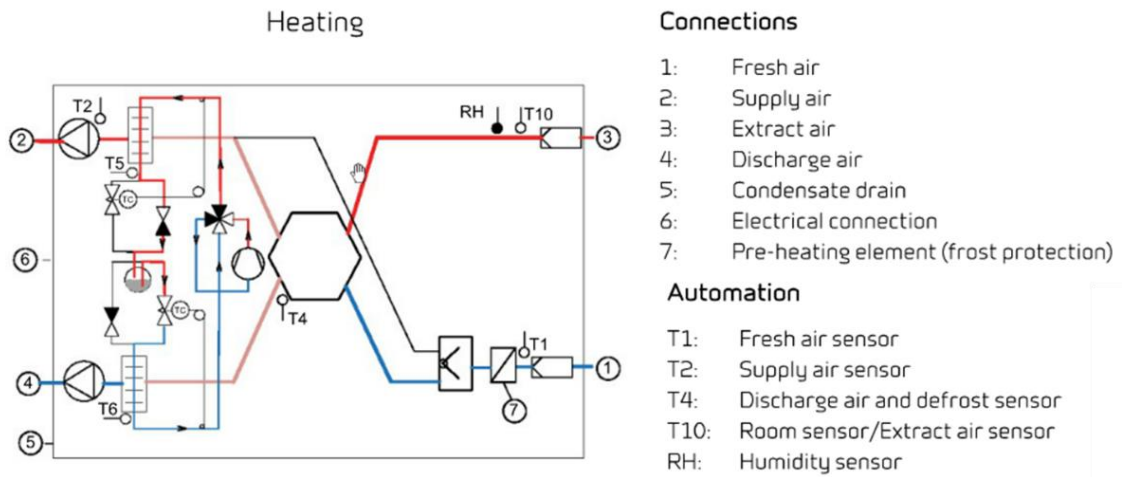 Heating
T2
2
T5
TC
6
TC
T4
4
T6
5
RH
T10
3
T1
1
7
Connections
1: Fresh air
2: Supply air
3: Extract air
4: Discharge air
5: Condensate drain
6: Electrical connection
7: Pre-heating element (frost protection)
Automation
T1: Fresh air sensor
T2: Supply air sensor
T4: Discharge air and defrost sensor
T10: Room sensor/Extract air sensor
RH: Humidity sensor